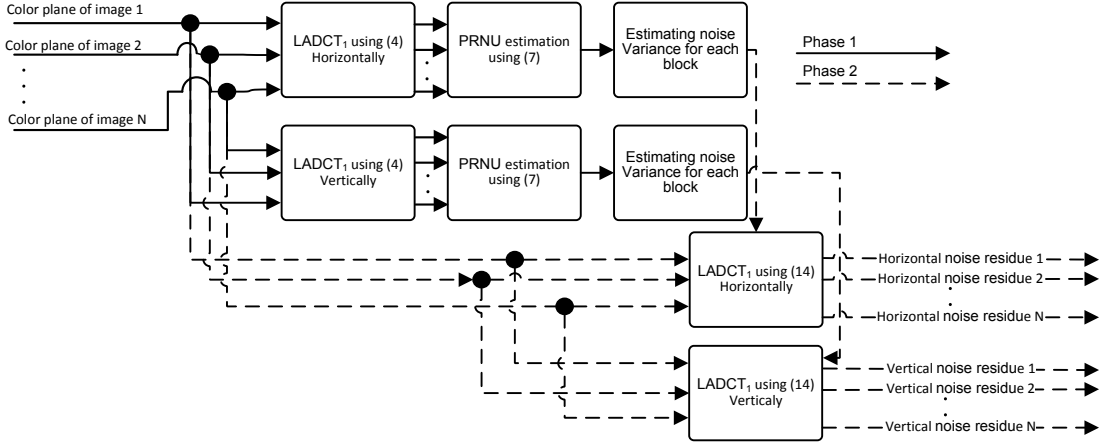 Color plane of image 1
Color plane of image 2
Color plane of image N
LADCT₁ using (4)
Horizontally
PRNU estimation
using (7)
Estimating noise
Variance for each
block
Phase 1
Phase 2
LADCT₁ using (4)
Vertically
PRNU estimation
using (7)
Estimating noise
Variance for each
block
LADCT₁ using (14)
Horizontally
Horizontal noise residue 1
Horizontal noise residue 2
Horizontal noise residue N
LADCT₁ using (14)
Verticaly
Vertical noise residue 1
Vertical noise residue 2
Vertical noise residue N